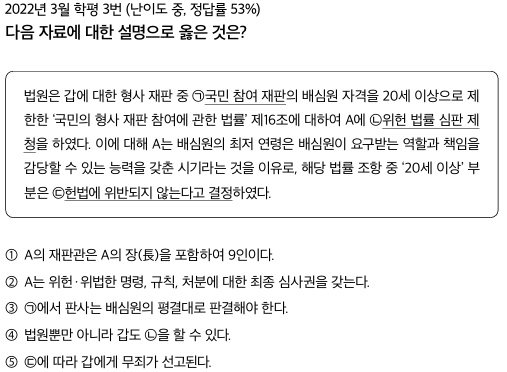 2022년 3월 학평 3번 (난이도 중, 정답률 53%)
다음 자료에 대한 설명으로 옳은 것은?
법원은 갑에 대한 형사 재판 중 ㉠국민 참여 재판의 배심원 자격을 20세 이상으로 제
한한 ‘국민의 형사 재판 참여에 관한 법률’ 제16조에 대하여 A에 ㉡위헌 법률 심판 제
청을 하였다. 이에 대해 A는 배심원의 최저 연령은 배심원이 요구받는 역할과 책임을
감당할 수 있는 능력을 갖춘 시기라는 것을 이유로, 해당 법률 조항 중 ‘20세 이상’ 부
분은 ㉢헌법에 위반되지 않는다고 결정하였다.
① A의 재판관은 A의 장(長)을 포함하여 9인이다.
② A는 위헌·위법한 명령, 규칙, 처분에 대한 최종 심사권을 갖는다.
③ ㉠에서 판사는 배심원의 평결대로 판결해야 한다.
④ 법원뿐만 아니라 갑도 ㉡을 할 수 있다.
⑤ ㉢에 따라 갑에게 무죄가 선고된다.